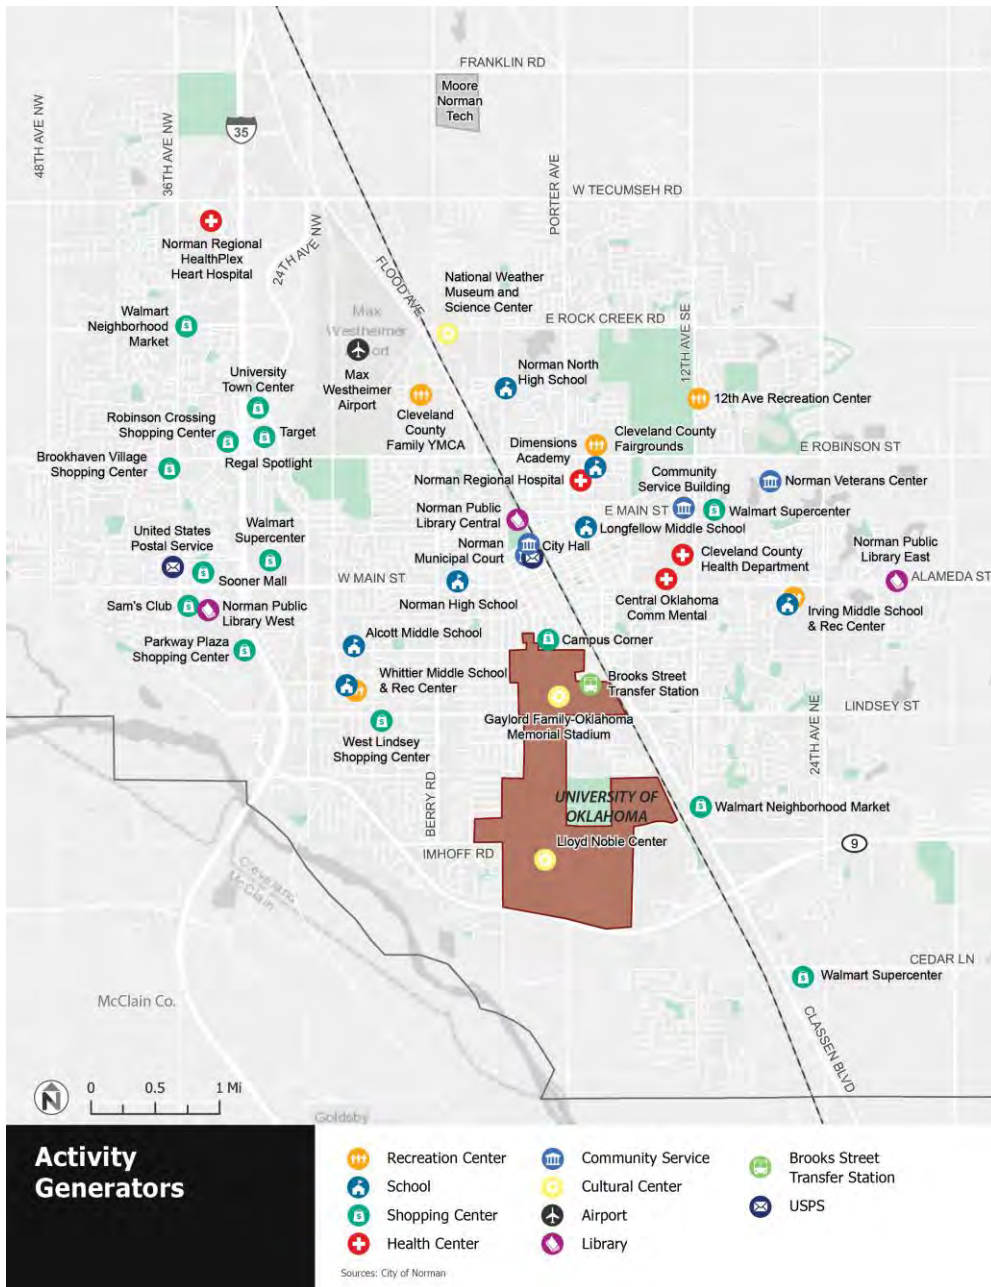 FRANKLIN RD
Moore
Norman
Tech
48TH AVE NW
36TH AVE NW
35
PORTER AVE
W TECUMSEH RD
Norman Regional
HealthPlex
Heart Hospital
24TH AVE NW
FLOOD AVE
National Weather
Museum and
Science Center
E ROCK CREEK RD
12TH AVE SE
Walmart
Neighborhood
Market
Max
Westheimer
ort
Max
Westheimer
Airport
Norman North
High School
University
Town Center
12th Ave Recreation Center
Robinson Crossing
Shopping Center
Target
Cleveland
County
Family YMCA
Dimensions
Academy
Cleveland County
Fairgrounds
E ROBINSON ST
Brookhaven Village
Shopping Center
Regal Spotlight
Norman Regional Hospital
Community
Service Building
Norman Veterans Center
Norman Public
Library Central
E MAIN ST
Walmart Supercenter
Longfellow Middle School
United States
Postal Service
Walmart
Supercenter
Norman
Municipal Court
City Hall
Cleveland County
Health Department
Norman Public
Library East
Sooner Mall
W MAIN ST
ALAMEDA ST
Sam's Club
Norman Public
Library West
Norman High School
Central Oklahoma
Comm Mental
Irving Middle School
& Rec Center
Parkway Plaza
Shopping Center
Alcott Middle School
Campus Corner
Whittier Middle School
& Rec Center
Brooks Street
Transfer Station
LINDSEY ST
Gaylord Family-Oklahoma
Memorial Stadium
West Lindsey
Shopping Center
24TH AVE NE
BERRY RD
UNIVERSITY OF
OKLAHOMA
Walmart Neighborhood Market
IMHOFF RD
Lloyd Noble Center
9
Cleveland
McClain
CEDAR LN
Walmart Supercenter
McClain Co.
CLASSEN BLVD
N
0 0.5 1 Mi
Goldsby
Activity
Generators
Recreation Center
School
Shopping Center
Health Center
Community Service
Cultural Center
Airport
Library
Brooks Street
Transfer Station
USPS
Sources: City of Norman